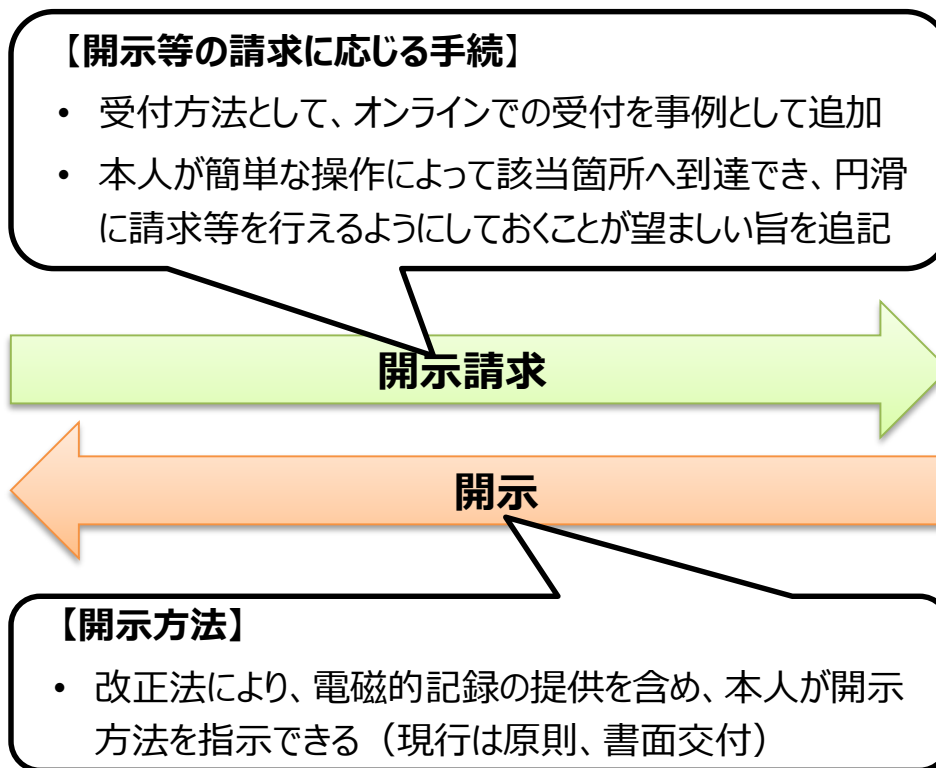 【開示等の請求に応じる手続】
• 受付方法として、オンラインでの受付を事例として追加
• 本人が簡単な操作によって該当箇所へ到達でき、円滑
に請求等を行えるようにしておくことが望ましい旨を追記
開示請求
開示
【開示方法】
• 改正法により、電磁的記録の提供を含め、本人が開示
方法を指示できる（現行は原則、書面交付）